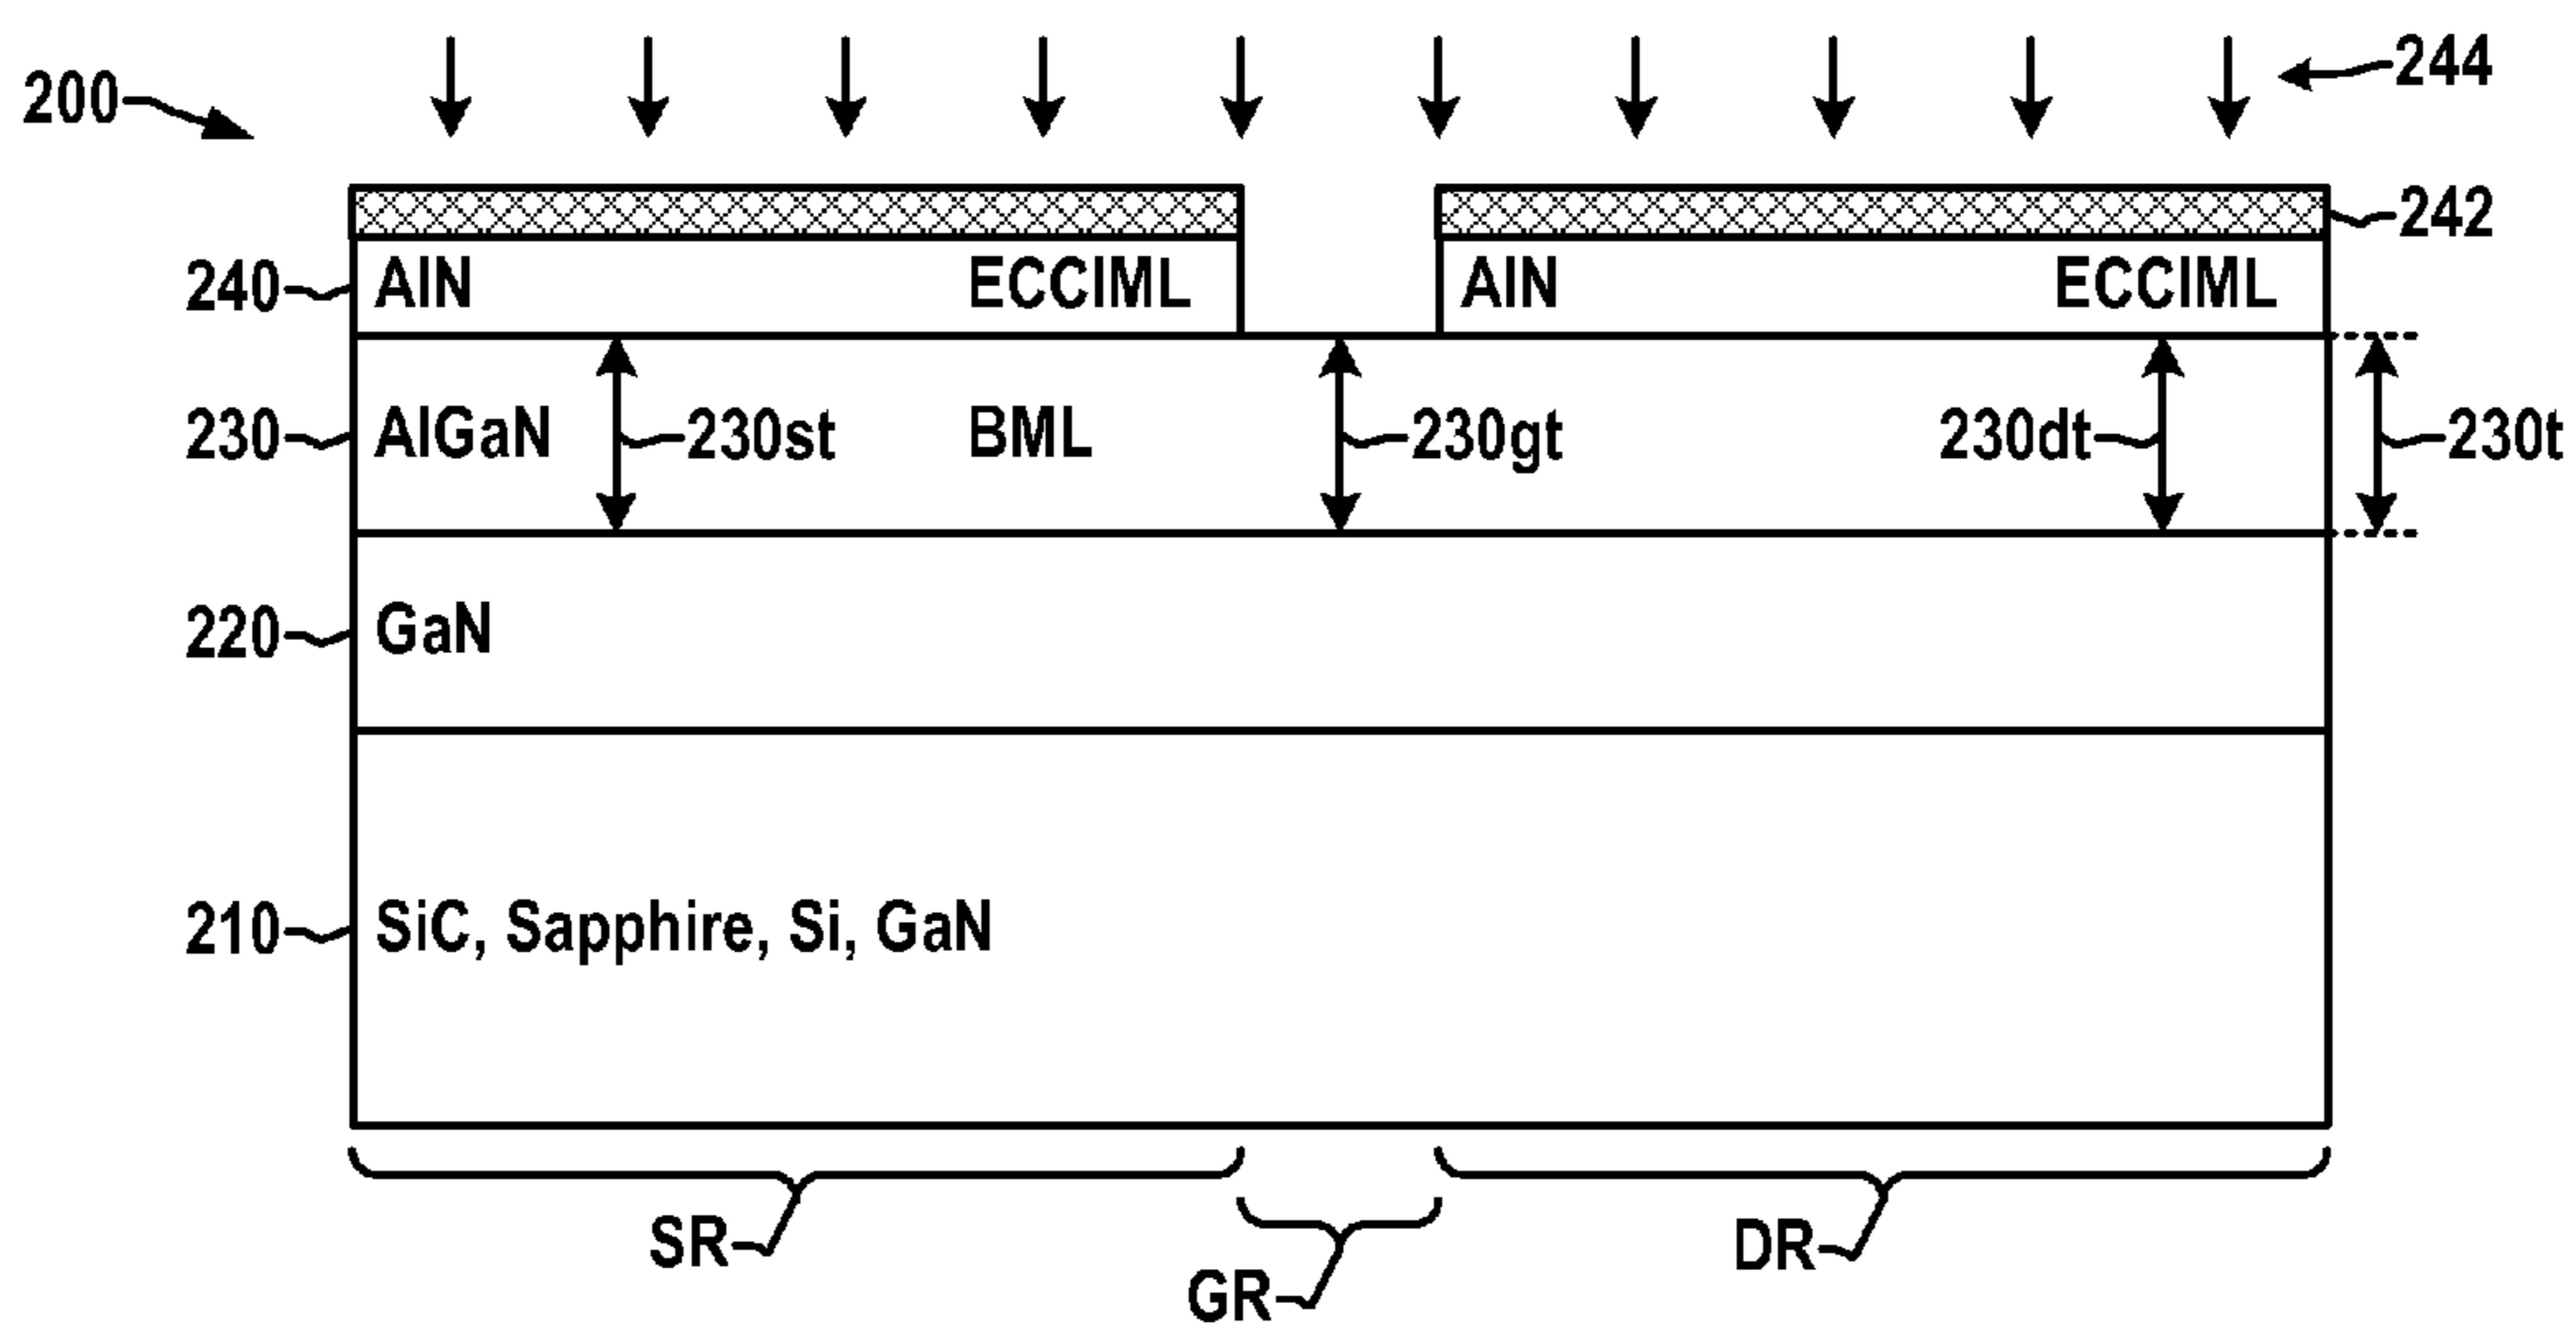 200 244
242
240 AlN ECCIML AlN ECCIML
230 AlGaN 230st BML 230gt 230dt 230t
220 GaN
210 SiC, Sapphire, Si, GaN
SR DR
GR